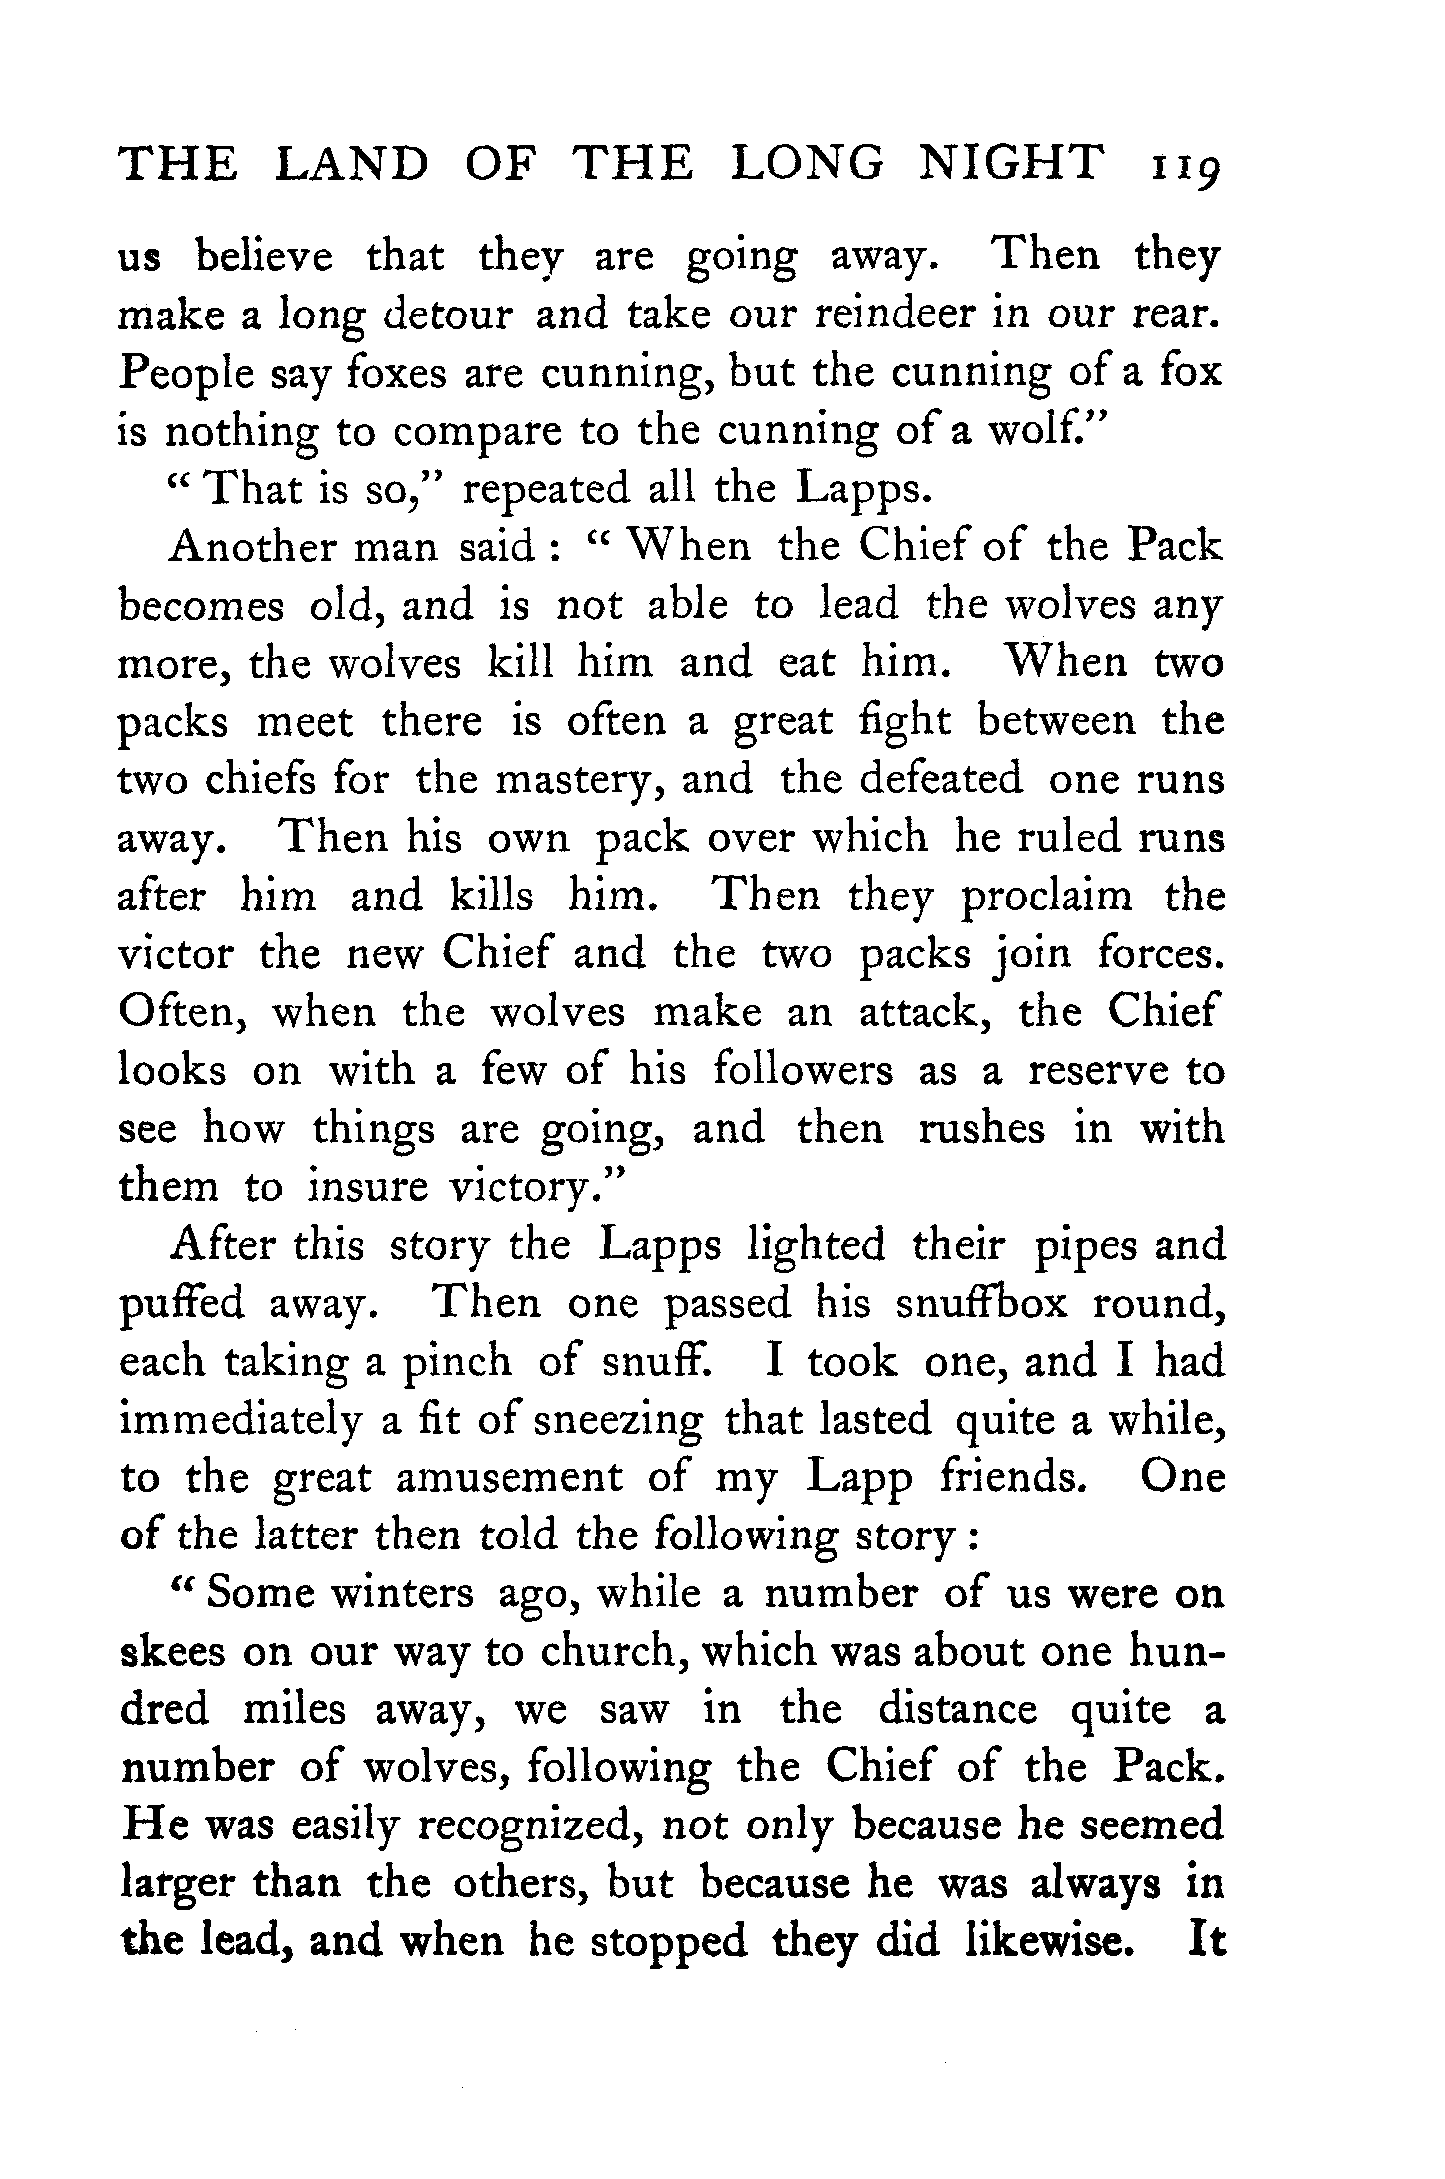 THE LAND OF THE LONG NIGHT 119
us believe that they are going away. Then they
make a long detour and take our reindeer in our rear.
People say foxes are cunning, but the cunning of a fox
is nothing to compare to the cunning of a wolf."
"That is so," repeated all the Lapps.
Another man said : "When the Chief of the Pack
becomes old, and is not able to lead the wolves any
more, the wolves kill him and eat him. When two
packs meet there is often a great fight between the
two chiefs for the mastery, and the defeated one runs
away. Then his own pack over which he ruled runs
after him and kills him. Then they proclaim the
victor the new Chief and the two packs join forces.
Often, when the wolves make an attack, the Chief
looks on with a few of his followers as a reserve to
see how things are going, and then rushes in with
them to insure victory."
After this story the Lapps lighted their pipes and
puffed away. Then one passed his snuffbox round,
each taking a pinch of snuff. I took one, and I had
immediately a fit of sneezing that lasted quite a while,
to the great amusement of my Lapp friends. One
of the latter then told the following story :
"Some winters ago, while a number of us were on
skees on our way to church, which was about one hun-
dred miles away, we saw in the distance quite a
number of wolves, following the Chief of the Pack.
He was easily recognized, not only because he seemed
larger than the others, but because he was always in
the lead, and when he stopped they did likewise. It